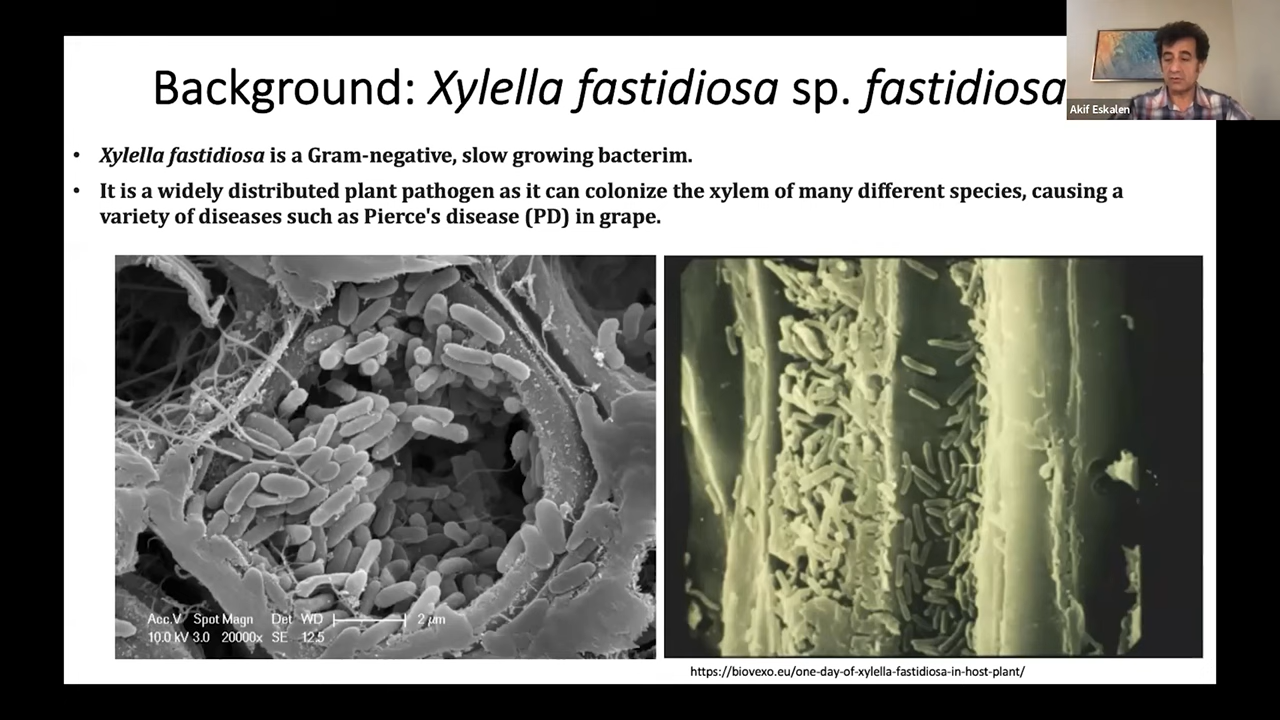 Background: Xylella fastidiosa sp. fastidiosa
Akif Eskalen
• Xylella fastidiosa is a Gram-negative, slow growing bacterim.
• It is a widely distributed plant pathogen as it can colonize the xylem of many different species, causing a
variety of diseases such as Pierce's disease (PD) in grape.
Acc.V Spot Magn Det WD 2 µm
10.0 kV 3.0 20000x SE 12.5
https://biovexo.eu/one-day-of-xylella-fastidiosa-in-host-plant/